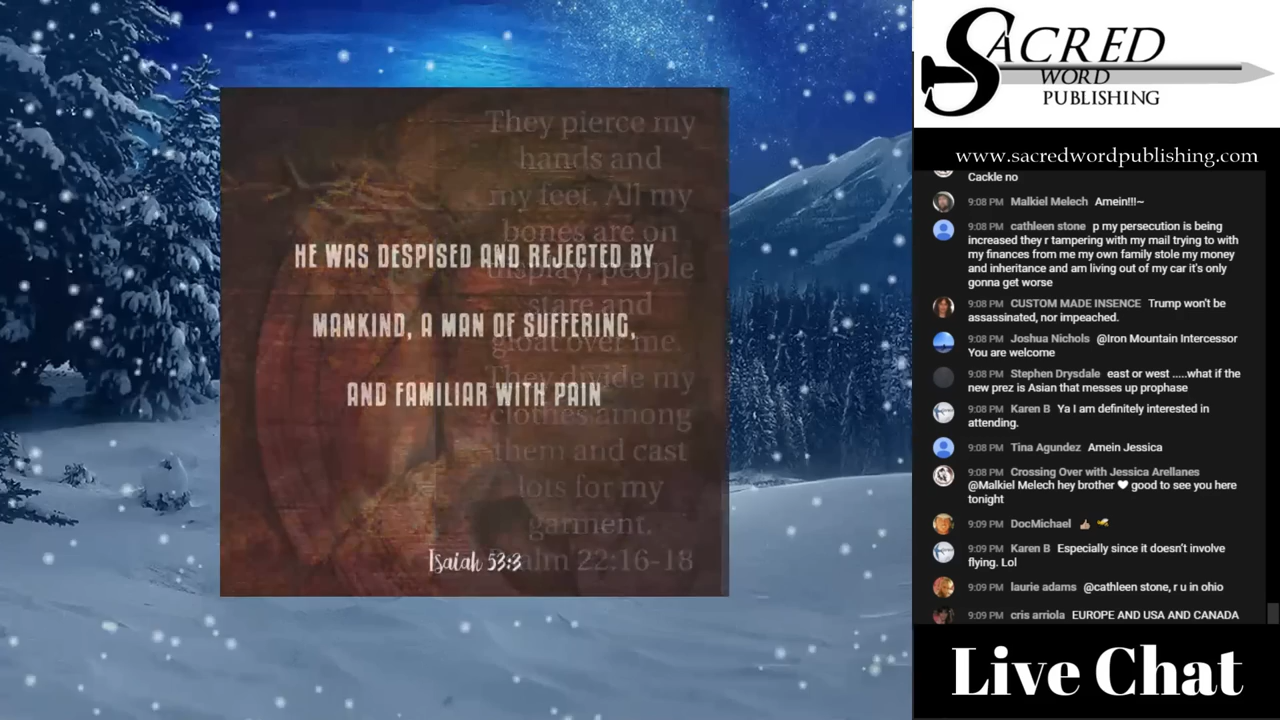 They pierce my
hands and
my feet. All my
bones are on
display, people
stare and
gloat over me.
They divide my
clothes among
them and cast
lots for my
garment.
Psalm 22:16-18
HE WAS DESPISED AND REJECTED BY
MANKIND, A MAN OF SUFFERING,
AND FAMILIAR WITH PAIN
Isaiah 53:3
SACRED
WORD
PUBLISHING
www.sacredwordpublishing.com
Cackle no
9:08 PM Malkiel Melech Amein!!!~
9:08 PM cathleen stone p my persecution is being
increased they r tampering with my mail trying to with
my finances from me my own family stole my money
and inheritance and am living out of my car it's only
gonna get worse
9:08 PM CUSTOM MADE INSENCE Trump won't be
assassinated, nor impeached.
9:08 PM Joshua Nichols @Iron Mountain Intercessor
You are welcome
9:08 PM Stephen Drysdale east or west .....what if the
new prez is Asian that messes up prophase
9:08 PM Karen B Ya I am definitely interested in
attending.
9:08 PM Tina Agundez Amein Jessica
9:08 PM Crossing Over with Jessica Arellanes
@Malkiel Melech hey brother 🤍 good to see you here
tonight
9:09 PM DocMichael
9:09 PM Karen B Especially since it doesn't involve
flying. Lol
9:09 PM laurie adams @cathleen stone, r u in ohio
9:09 PM cris arriola EUROPE AND USA AND CANADA
Live Chat